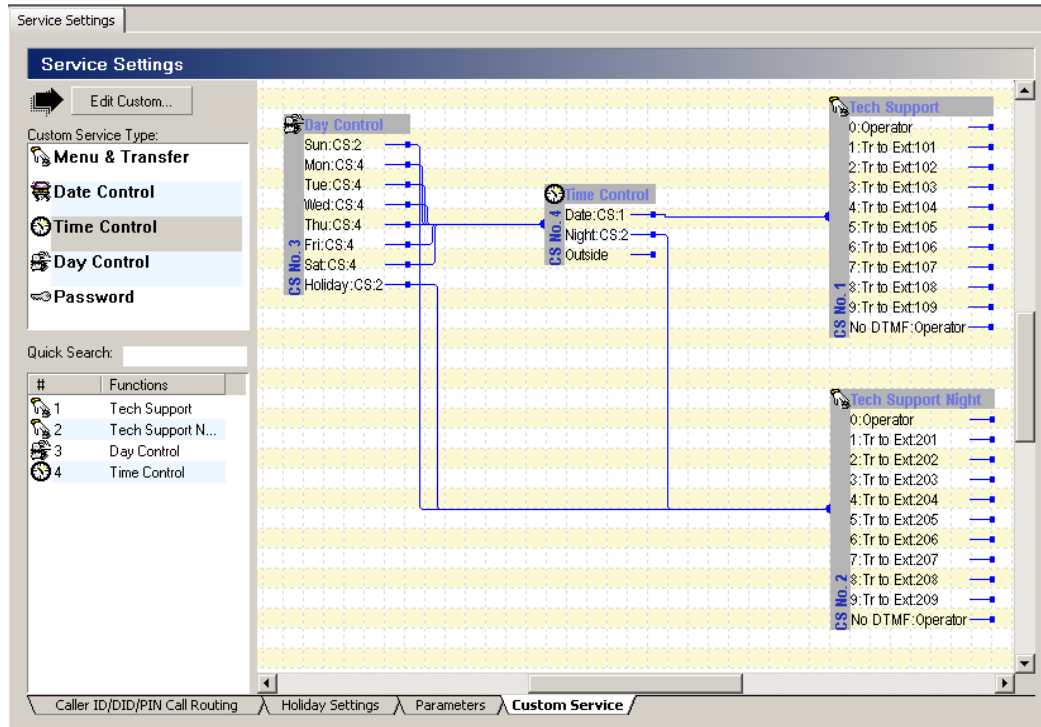 Service Settings
Service Settings
Edit Custom...
Custom Service Type:
Menu & Transfer
Date Control
Time Control
Day Control
Password
Quick Search:
# Functions
1 Tech Support
2 Tech Support N...
3 Day Control
4 Time Control
Day Control
Sun:CS:2
Mon:CS:4
Tue:CS:4
Wed:CS:4
Thu:CS:4
Fri:CS:4
Sat:CS:4
Holiday:CS:2
CS No. 3
Time Control
Date:CS:1
Night:CS:2
Outside
CS No. 4
Tech Support
0:Operator
1:Tr to Ext:101
2:Tr to Ext:102
3:Tr to Ext:103
4:Tr to Ext:104
5:Tr to Ext:105
6:Tr to Ext:106
7:Tr to Ext:107
8:Tr to Ext:108
9:Tr to Ext:109
No DTMF:Operator
CS No. 1
Tech Support Night
0:Operator
1:Tr to Ext:201
2:Tr to Ext:202
3:Tr to Ext:203
4:Tr to Ext:204
5:Tr to Ext:205
6:Tr to Ext:206
7:Tr to Ext:207
8:Tr to Ext:208
9:Tr to Ext:209
No DTMF:Operator
CS No. 2
Caller ID/DID/PIN Call Routing
Holiday Settings
Parameters
Custom Service